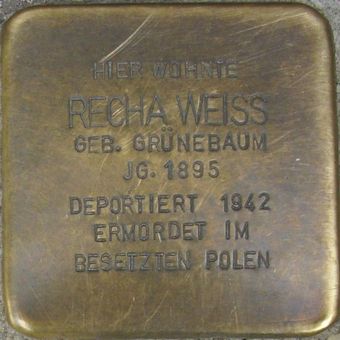 HIER WOHNTE
RECHA WEISS
GEB. GRÜNEBAUM
JG. 1895
DEPORTIERT 1942
ERMORDET IM
BESETZTEN POLEN